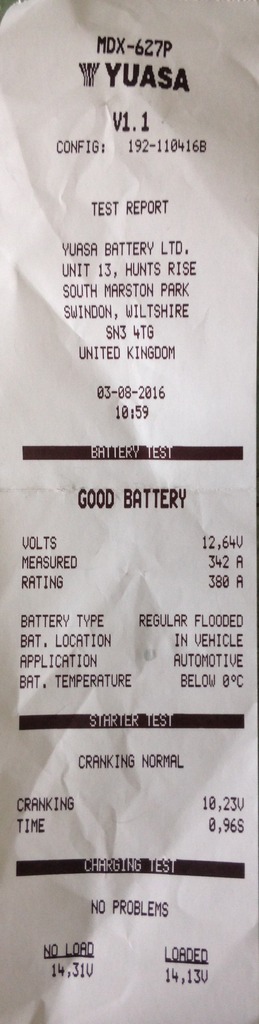 MDX-627P
YUASA
V1.1
CONFIG: 192-110416B
TEST REPORT
YUASA BATTERY LTD.
UNIT 13, HUNTS RISE
SOUTH MARSTON PARK
SWINDON, WILTSHIRE
SN3 4TG
UNITED KINGDOM
03-08-2016
10:59
BATTERY TEST
GOOD BATTERY
VOLTS 12,64V
MEASURED 342 A
RATING 380 A
BATTERY TYPE REGULAR FLOODED
BAT. LOCATION IN VEHICLE
APPLICATION AUTOMOTIVE
BAT. TEMPERATURE BELOW 0°C
STARTER TEST
CRANKING NORMAL
CRANKING 10,23V
TIME 0,96S
CHARGING TEST
NO PROBLEMS
NO LOAD LOADED
14,31V 14,13V